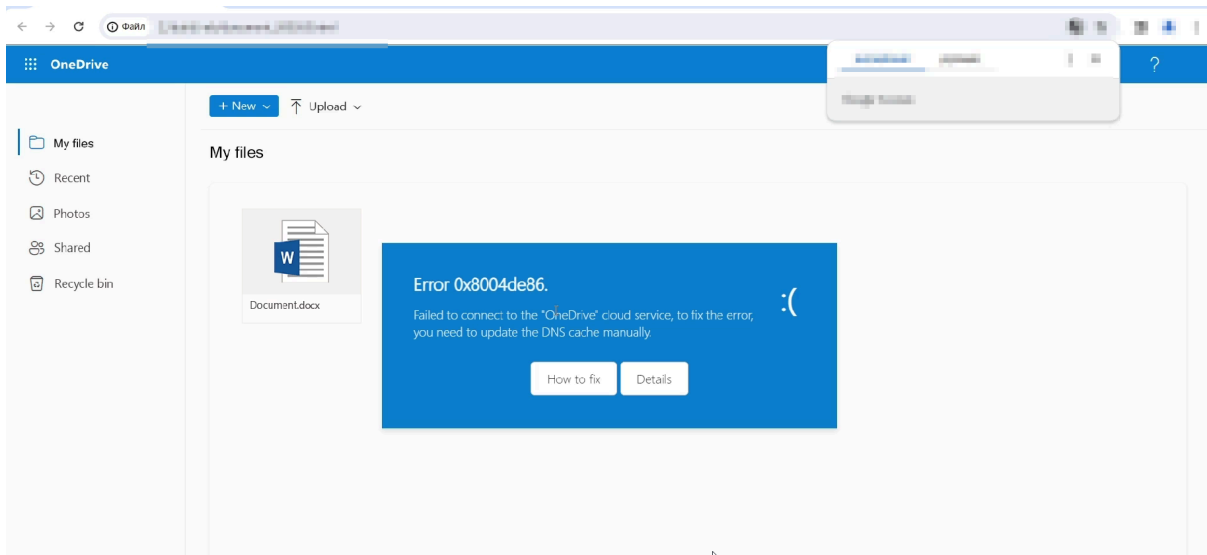 Файл
OneDrive
?
+ New
Upload
My files
My files
Recent
Photos
Shared
Recycle bin
W
Document.docx
Error 0x8004de86.
:(
Failed to connect to the "OneDrive" cloud service, to fix the error,
you need to update the DNS cache manually.
How to fix
Details